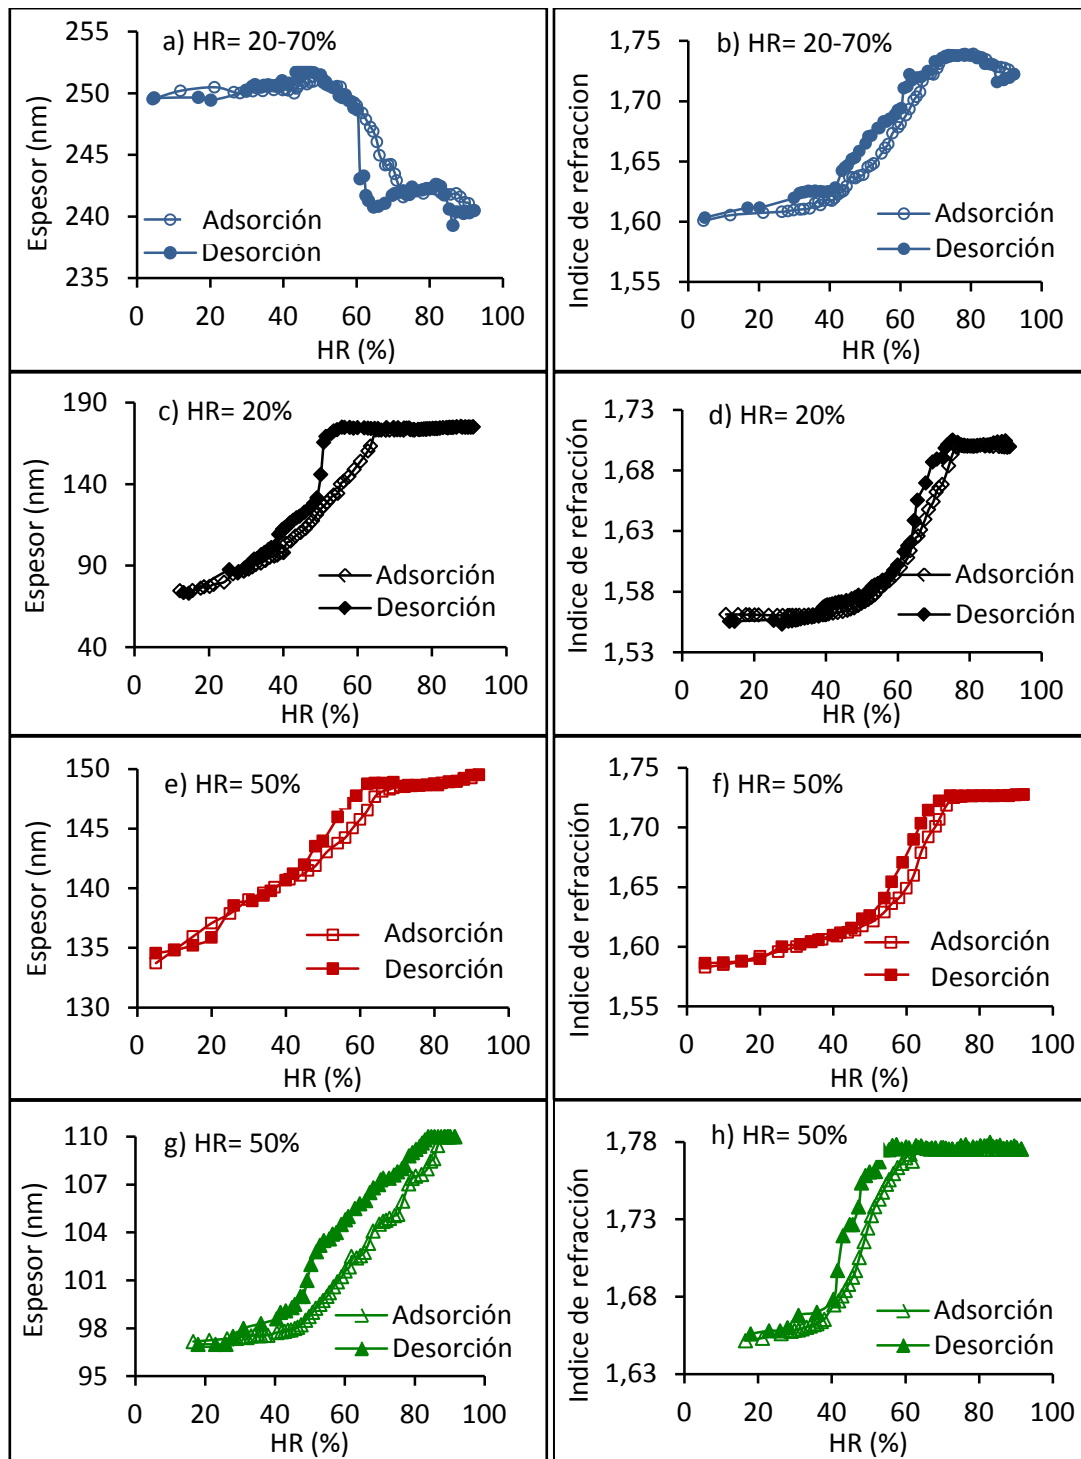 a) HR= 20-70%
Espesor (nm)
255
250
245
240
235
0 20 40 60 80 100
HR (%)
Adsorción
Desorción
b) HR= 20-70%
Indice de refraccion
1,75
1,70
1,65
1,60
1,55
0 20 40 60 80 100
HR (%)
Adsorción
Desorción
c) HR= 20%
Espesor (nm)
190
140
90
40
0 20 40 60 80 100
HR (%)
Adsorción
Desorción
d) HR= 20%
Indice de refracción
1,73
1,68
1,63
1,58
1,53
0 20 40 60 80 100
HR (%)
Adsorción
Desorción
e) HR= 50%
Espesor (nm)
150
145
140
135
130
0 20 40 60 80 100
HR (%)
Adsorción
Desorción
f) HR= 50%
Indice de refracción
1,75
1,70
1,65
1,60
1,55
0 20 40 60 80 100
HR (%)
Adsorción
Desorción
g) HR= 50%
Espesor (nm)
110
107
104
101
98
95
0 20 40 60 80 100
HR (%)
Adsorción
Desorción
h) HR= 50%
Indice de refracción
1,78
1,73
1,68
1,63
0 20 40 60 80 100
HR (%)
Adsorción
Desorción